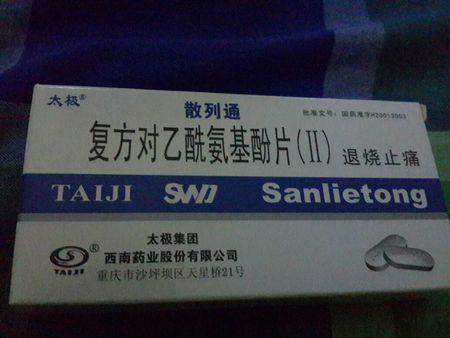 太极®
散列通
批准文号:国药准字H20013003
复方对乙酰氨基酚片(II) 退烧止痛
TAIJI SWP Sanlietong
®
TAIJI
太极集团
西南药业股份有限公司
重庆市沙坪坝区天星桥21号